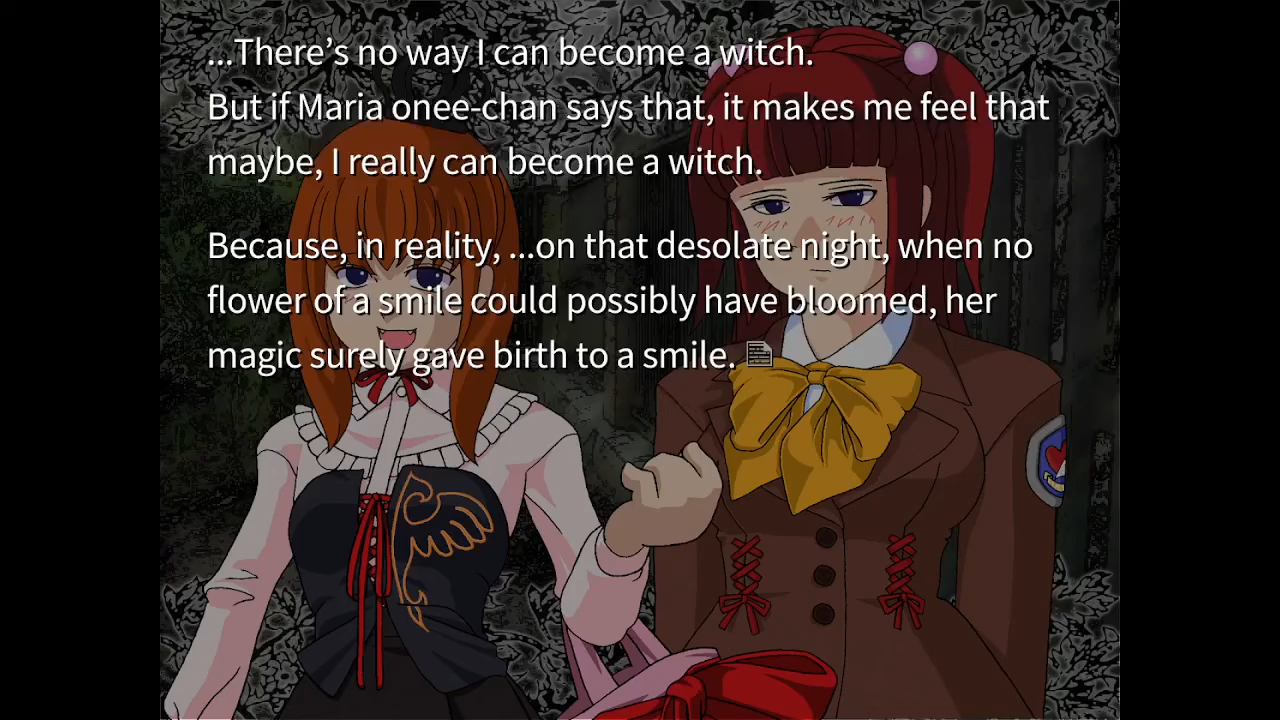 ...There’s no way I can become a witch.
But if Maria onee-chan says that, it makes me feel that
maybe, I really can become a witch.
Because, in reality, ...on that desolate night, when no
flower of a smile could possibly have bloomed, her
magic surely gave birth to a smile.